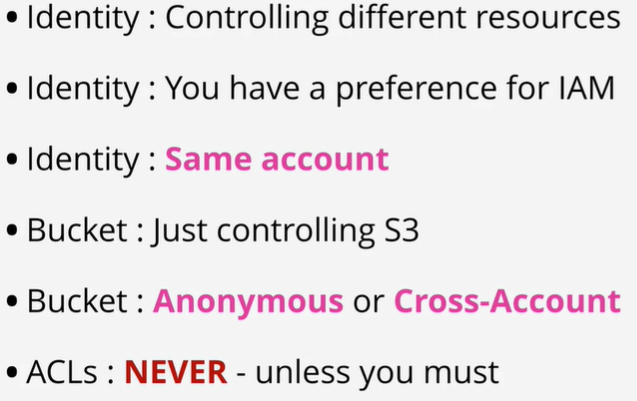 • Identity : Controlling different resources
• Identity : You have a preference for IAM
• Identity : Same account
• Bucket : Just controlling S3
• Bucket : Anonymous or Cross-Account
• ACLs : NEVER - unless you must